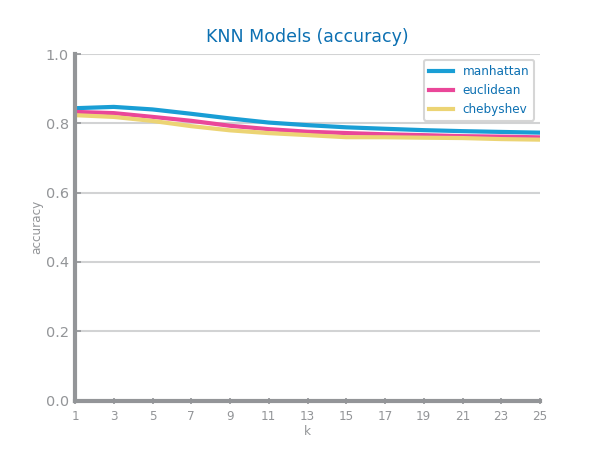 KNN Models (accuracy)
1.0
0.8
0.6
0.4
0.2
0.0
accuracy
manhattan
euclidean
chebyshev
1 3 5 7 9 11 13 15 17 19 21 23 25
k